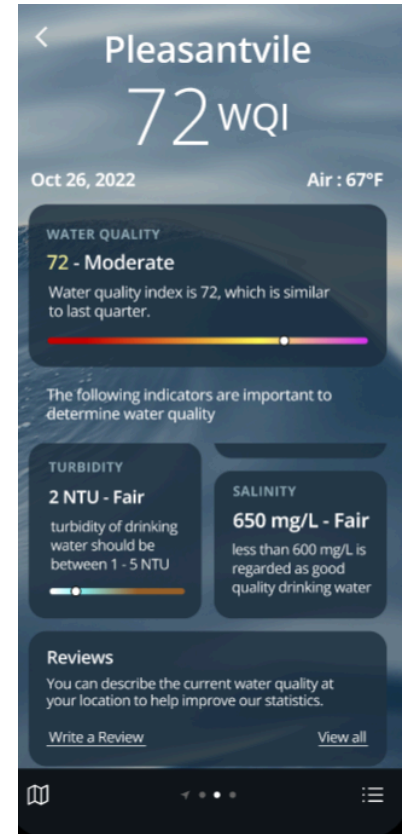 Pleasantvile
72 WQI
Oct 26, 2022
Air : 67°F
WATER QUALITY
72 - Moderate
Water quality index is 72, which is similar
to last quarter.
The following indicators are important to
determine water quality
TURBIDITY
2 NTU - Fair
turbidity of drinking
water should be
between 1 - 5 NTU
SALINITY
650 mg/L - Fair
less than 600 mg/L is
regarded as good
quality drinking water
Reviews
You can describe the current water quality at
your location to help improve our statistics.
Write a Review
View all